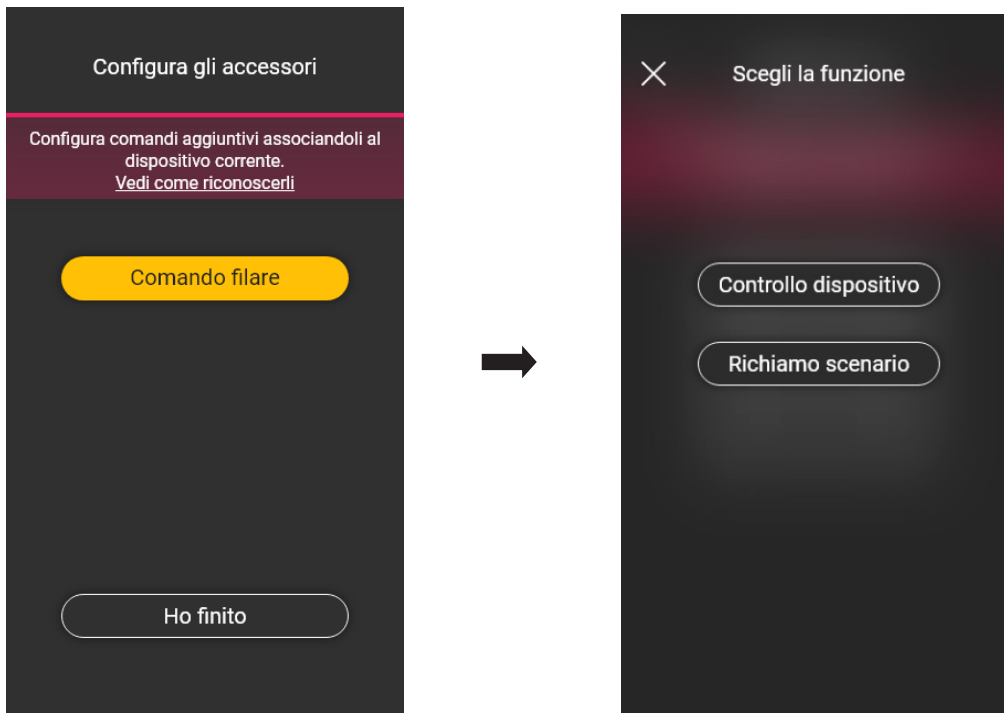 Configura gli accessori
Configura comandi aggiuntivi associandoli al
dispositivo corrente.
Vedi come riconoscerli
Comando filare
Ho finito
Scegli la funzione
Controllo dispositivo
Richiamo scenario